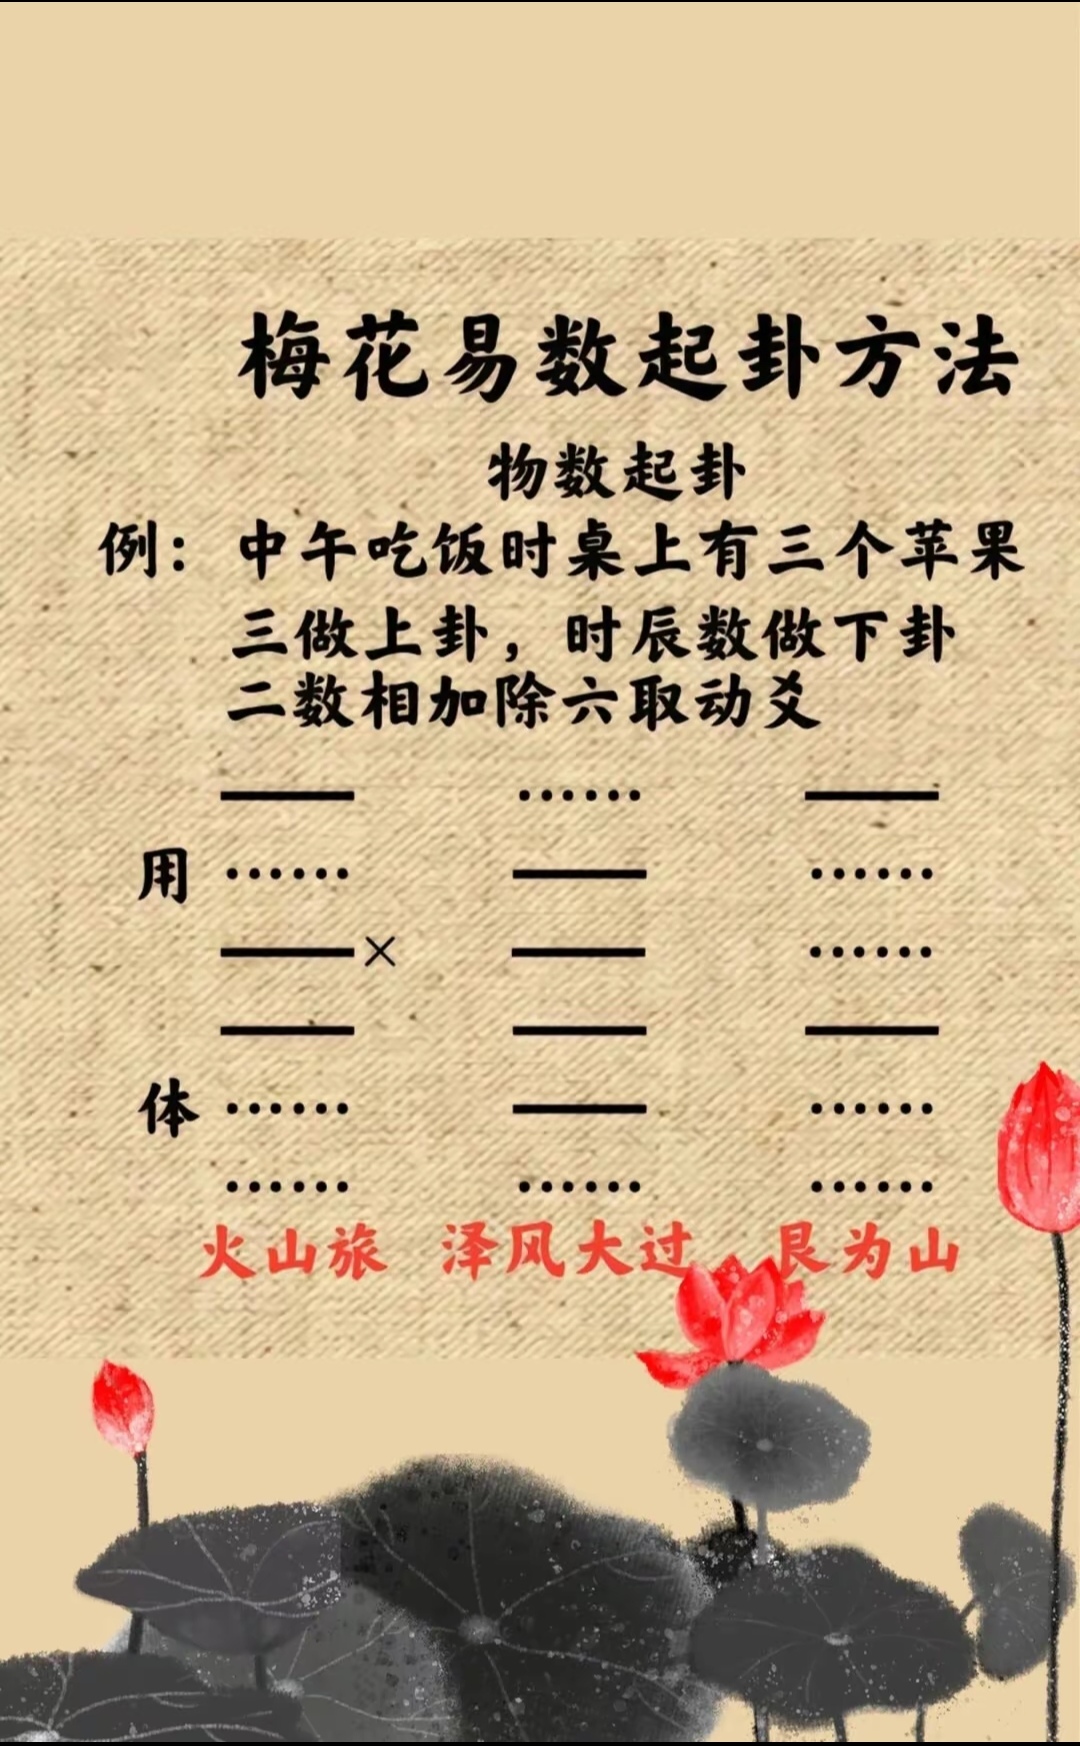 梅花易数起卦方法
物数起卦
例：中午吃饭时桌上有三个苹果
三做上卦，时辰数做下卦
二数相加除六取动爻
用
×
体
火山旅 泽风大过 艮为山